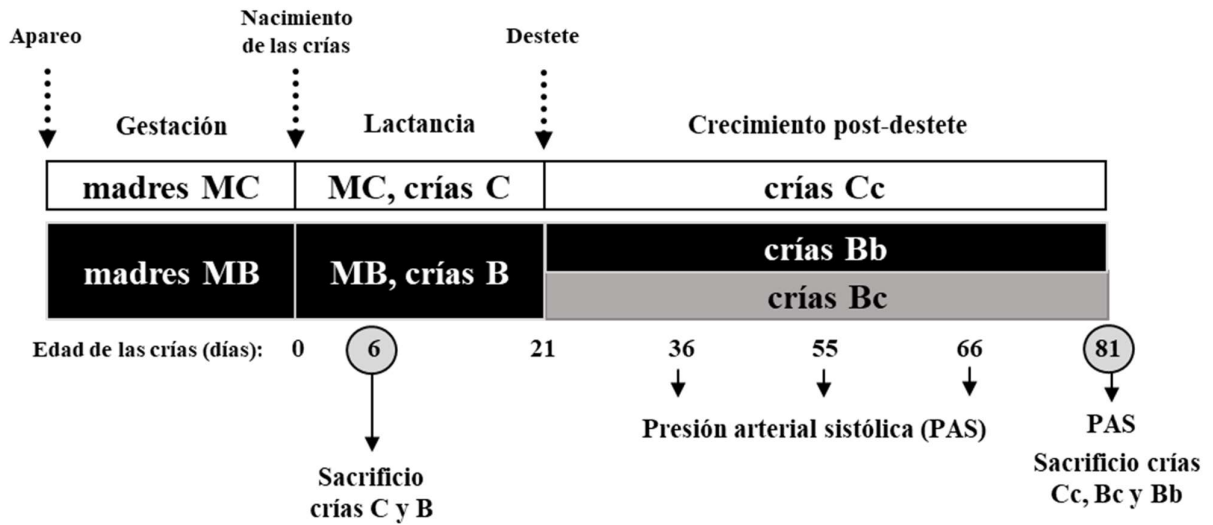 Apareo
Nacimiento
de las crías
Destete
Gestación
Lactancia
Crecimiento post-destete
madres MC
MC, crías C
crías Cc
madres MB
MB, crías B
crías Bb
crías Bc
Edad de las crías (días): 0 6 21 36 55 66 81
Presión arterial sistólica (PAS)
PAS
Sacrificio
crías C y B
Sacrificio crías
Cc, Bc y Bb